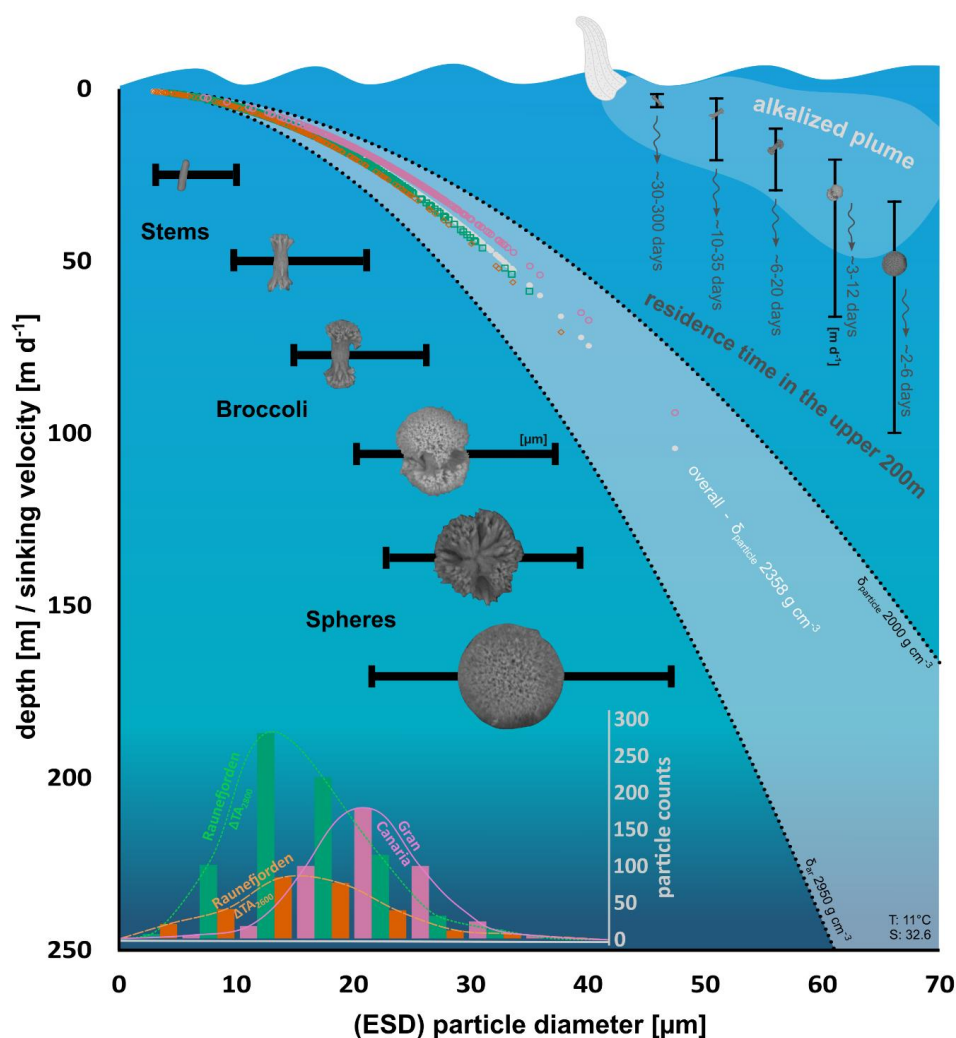 depth [m] / sinking velocity [m d⁻¹]
0
50
100
150
200
250
alkalized plume
~30-300 days
~10-35 days
~6-20 days
~3-12 days
~2-6 days
[m d⁻¹]
residence time in the upper 200m
Stems
Broccoli
[µm]
Spheres
overall - δparticle 2358 g cm⁻³
δparticle 2000 g cm⁻³
δar 2950 g cm⁻³
T: 11°C
S: 32.6
Raunefjorden
ΔTA₂₈₀₀
Raunefjorden
ΔTA₂₆₀₀
Gran
Canaria
300
250
200
150
100
50
0
particle counts
0
10
20
30
40
50
60
70
(ESD) particle diameter [µm]